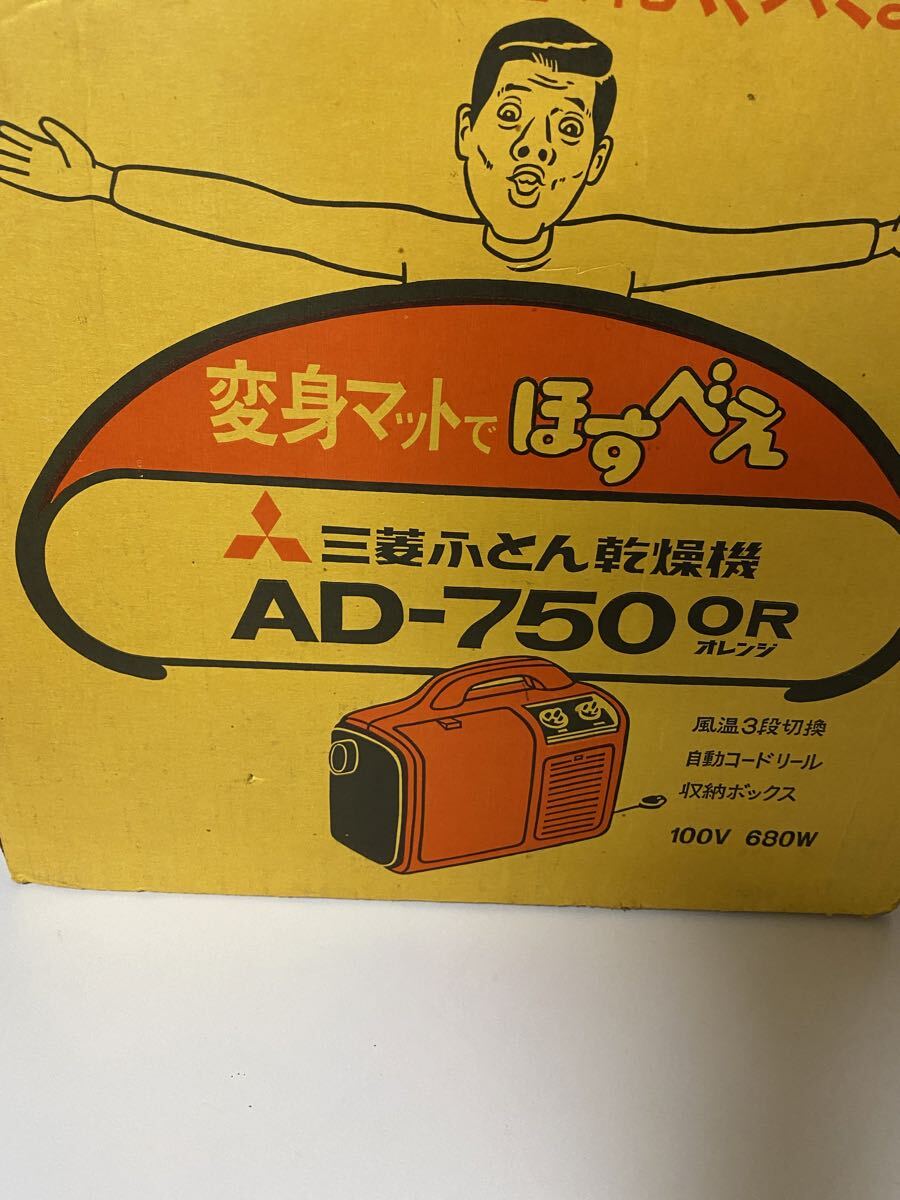 変身マットで ほすべえ
三菱ふとん乾燥機
AD-750 OR
オレンジ
風温3段切換
自動コードリール
収納ボックス
100V 680W